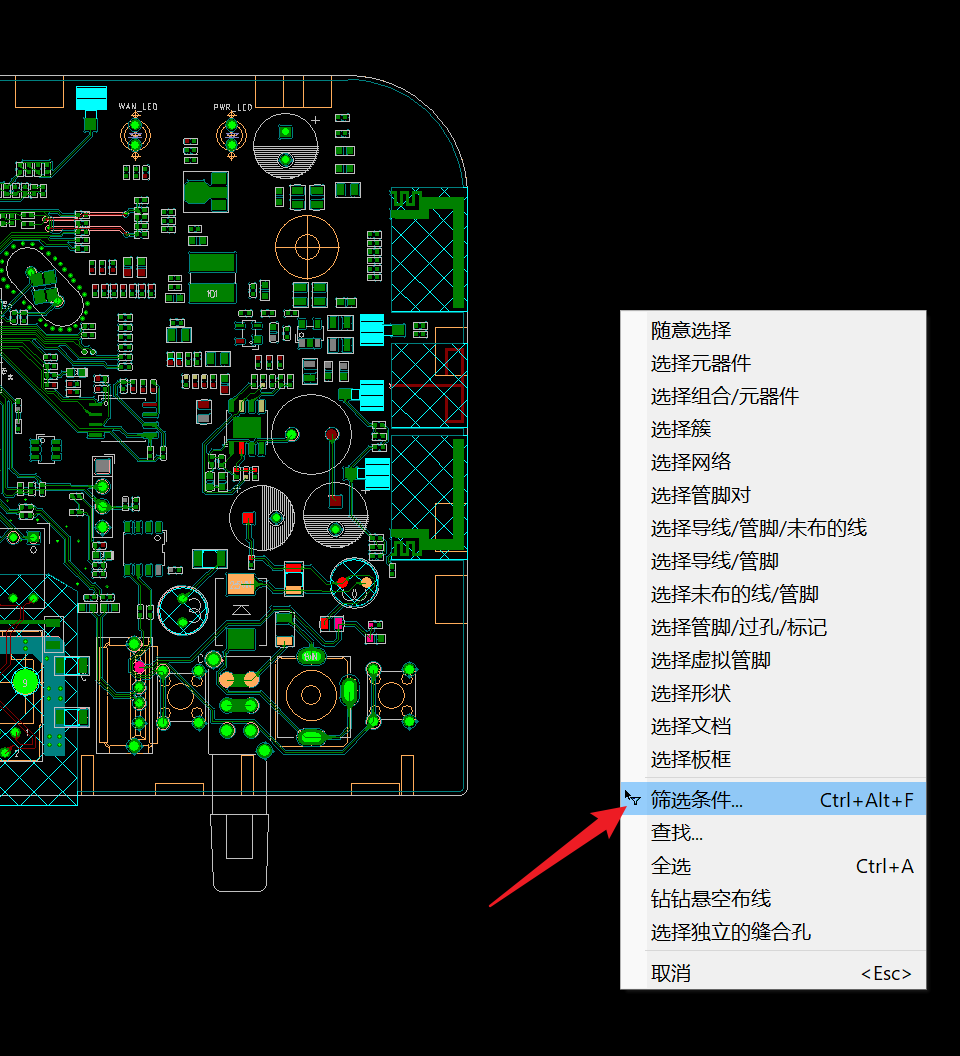 WAN_LED
PWR_LED
101
随意选择
选择元器件
选择组合/元器件
选择簇
选择网络
选择管脚对
选择导线/管脚/未布的线
选择导线/管脚
选择未布的线/管脚
选择管脚/过孔/标记
选择虚拟管脚
选择形状
选择文档
选择板框
筛选条件... Ctrl+Alt+F
查找...
全选 Ctrl+A
钻钻悬空布线
选择独立的缝合孔
取消 <Esc>